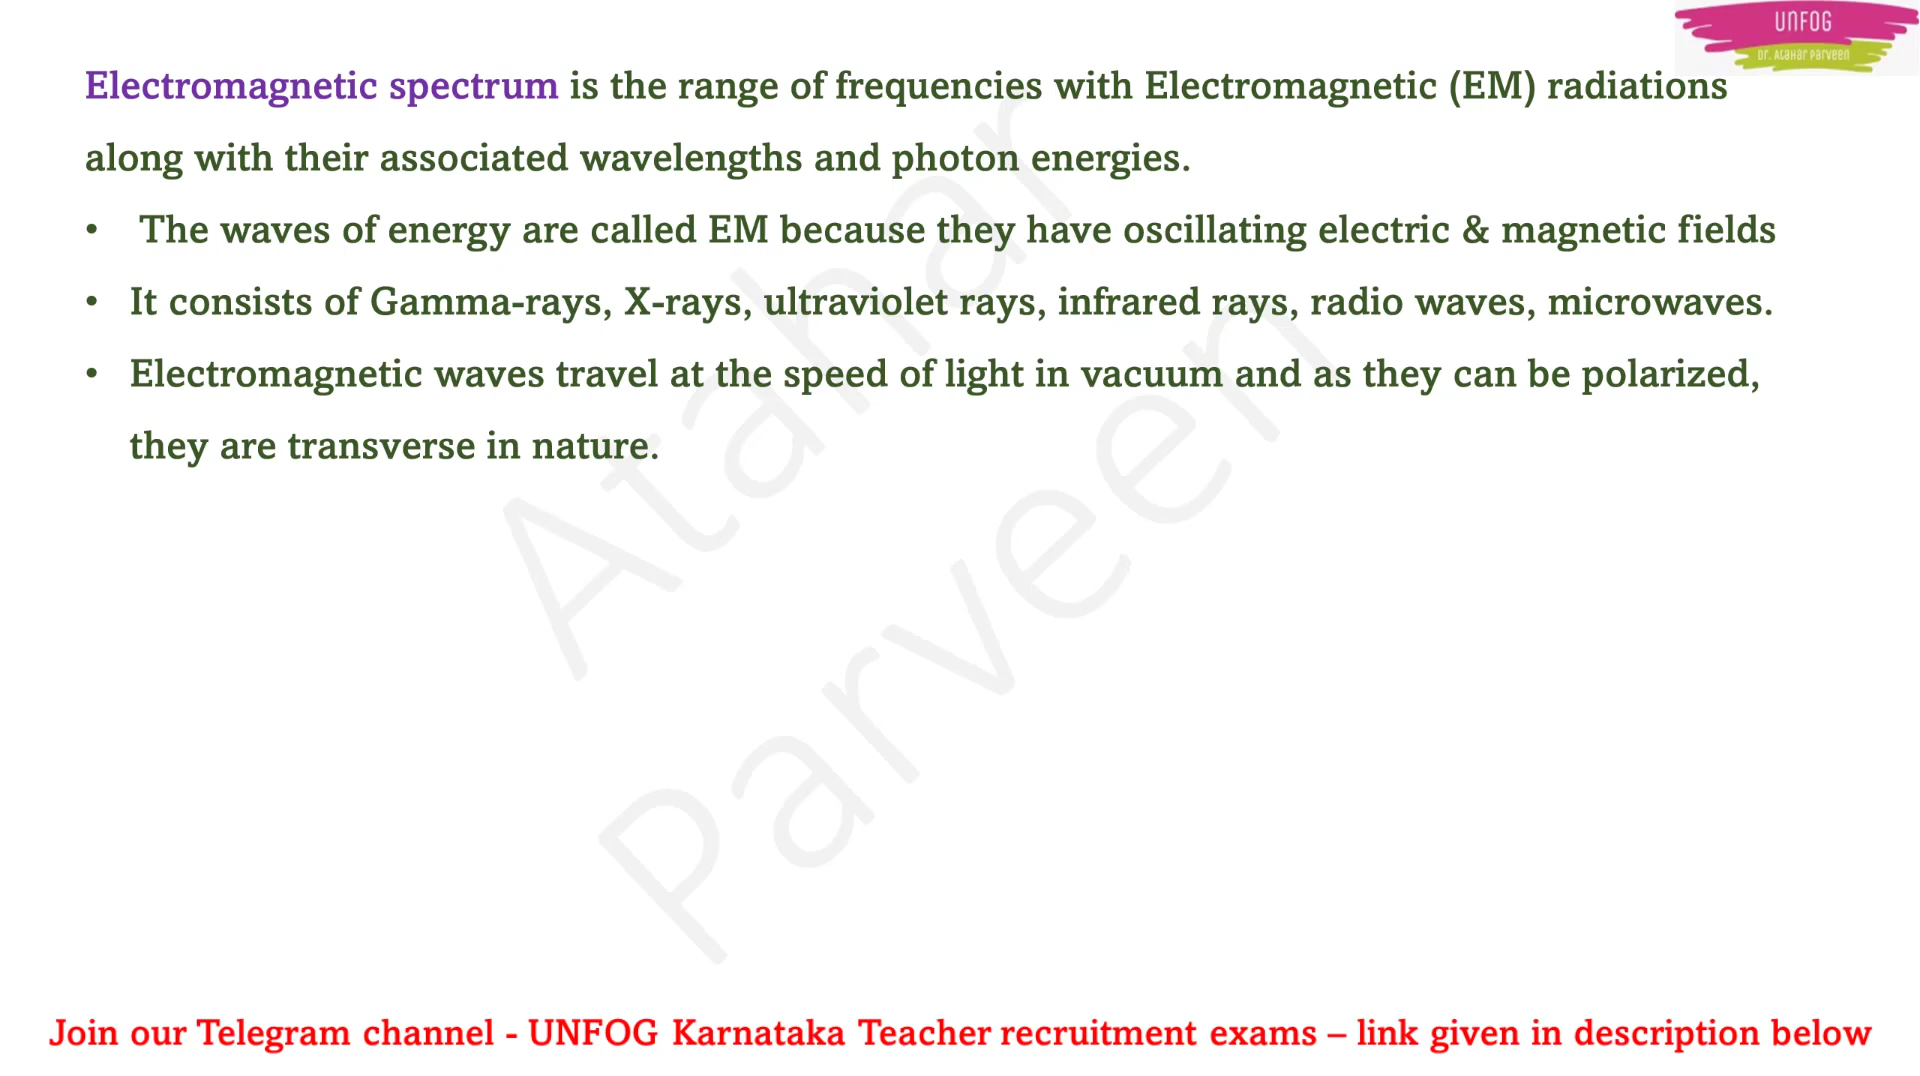 UNFOG
Dr. Atahar Parveen
Electromagnetic spectrum is the range of frequencies with Electromagnetic (EM) radiations
along with their associated wavelengths and photon energies.
• The waves of energy are called EM because they have oscillating electric & magnetic fields
• It consists of Gamma-rays, X-rays, ultraviolet rays, infrared rays, radio waves, microwaves.
• Electromagnetic waves travel at the speed of light in vacuum and as they can be polarized,
they are transverse in nature.
Atahar
Parveen
Join our Telegram channel - UNFOG Karnataka Teacher recruitment exams – link given in description below